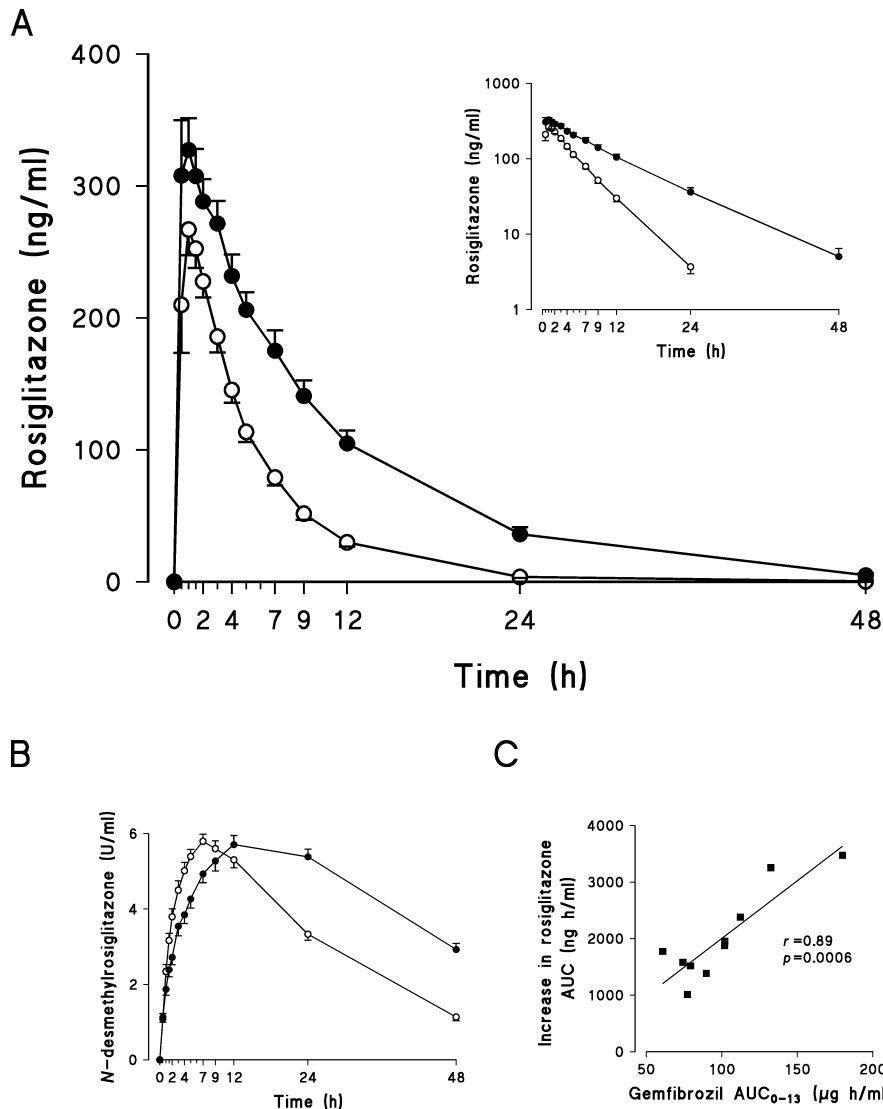 A
400
300
200
100
0
Rosiglitazone (ng/ml)
0 2 4 7 9 12 24 48
Time (h)
1000
100
10
1
Rosiglitazone (ng/ml)
0 2 4 7 9 12 24 48
Time (h)
B
6
4
2
0
N-desmethylrosiglitazone (U/ml)
0 2 4 7 9 12 24 48
Time (h)
C
4000
3000
2000
1000
0
Increase in rosiglitazone
AUC (ng h/ml)
r=0.89
p=0.0006
50 100 150 200
Gemfibrozil AUC₀₋₁₃ (µg h/ml